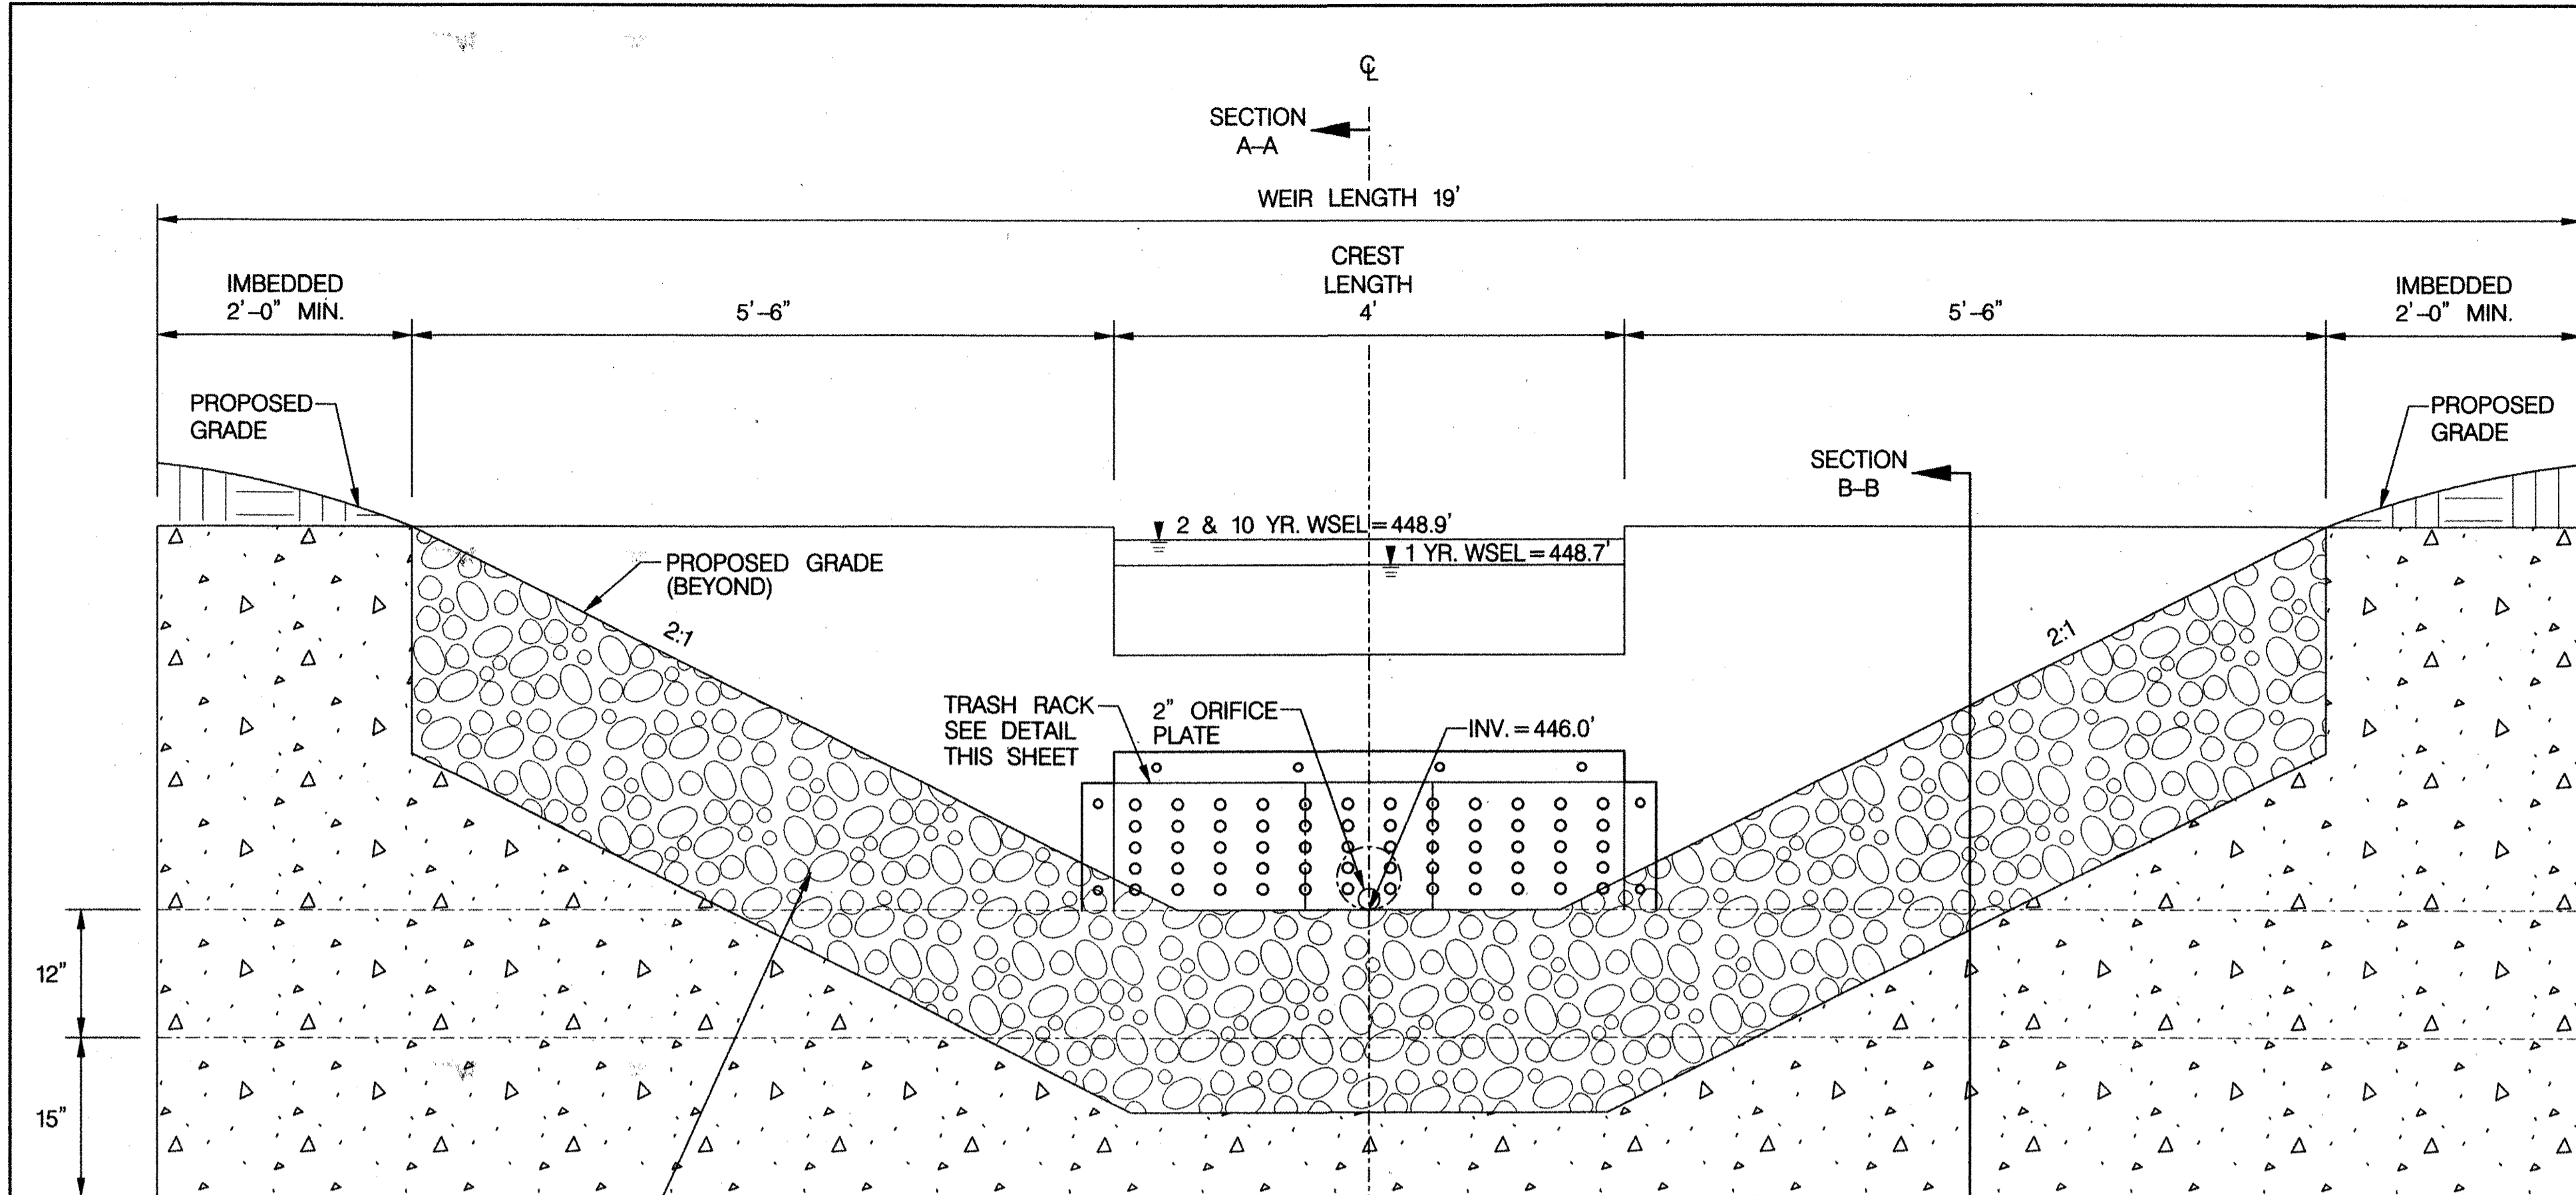 ℄
SECTION
A-A
WEIR LENGTH 19'
CREST
LENGTH
4'
IMBEDDED
2'-0" MIN.
5'-6"
5'-6"
IMBEDDED
2'-0" MIN.
PROPOSED
GRADE
PROPOSED
GRADE
SECTION
B-B
2 & 10 YR. WSEL=448.9'
1 YR. WSEL=448.7'
PROPOSED GRADE
(BEYOND)
2:1
2:1
TRASH RACK
SEE DETAIL
THIS SHEET
2" ORIFICE
PLATE
INV.=446.0'
12"
15"